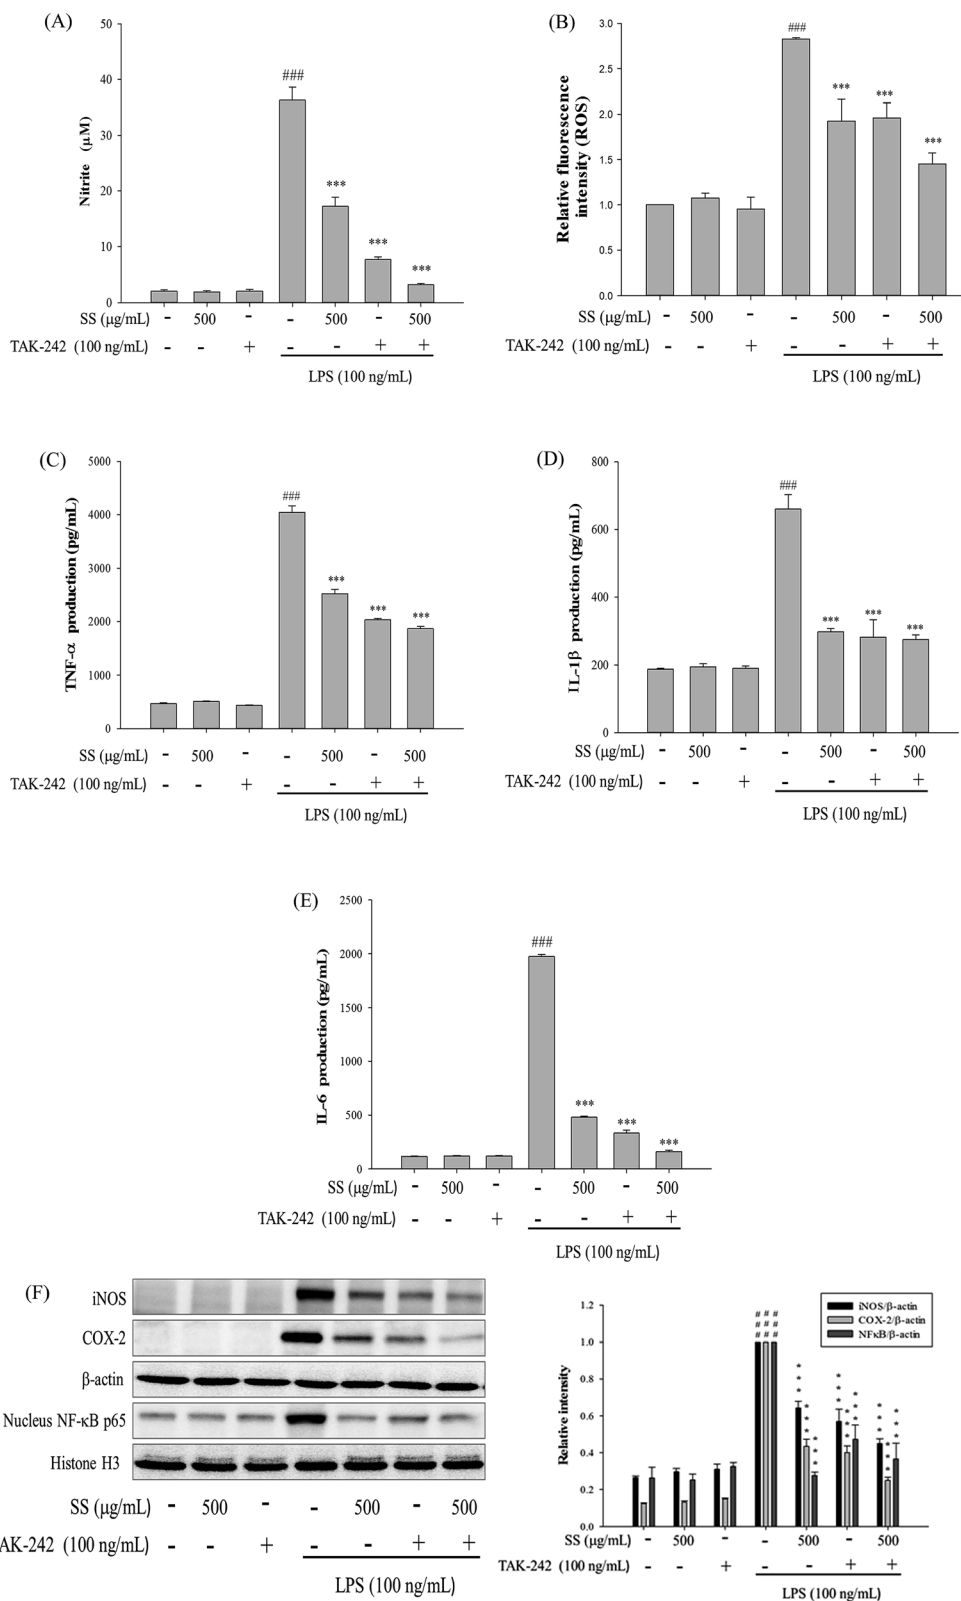 (A)
Nitrite (μM)
50
40
30
20
10
0
###
***
***
***
SS (μg/mL) - 500 - - 500 - 500
TAK-242 (100 ng/mL) - - + - - + +
LPS (100 ng/mL)
(B)
Relative fluorescence
intensity (ROS)
3.0
2.5
2.0
1.5
1.0
0.5
0.0
###
***
***
***
SS (μg/mL) - 500 - - 500 - 500
TAK-242 (100 ng/mL) - - + - - + +
LPS (100 ng/mL)
(C)
TNF-α production (pg/mL)
5000
4000
3000
2000
1000
0
###
***
***
***
SS (μg/mL) - 500 - - 500 - 500
TAK-242 (100 ng/mL) - - + - - + +
LPS (100 ng/mL)
(D)
IL-1β production (pg/mL)
800
600
400
200
0
###
***
***
***
SS (μg/mL) - 500 - - 500 - 500
TAK-242 (100 ng/mL) - - + - - + +
LPS (100 ng/mL)
(E)
IL-6 production (pg/mL)
2500
2000
1500
1000
500
0
###
***
***
***
SS (μg/mL) - 500 - - 500 - 500
TAK-242 (100 ng/mL) - - + - - + +
LPS (100 ng/mL)
(F)
iNOS
COX-2
β-actin
Nucleus NF-κB p65
Histone H3
SS (μg/mL) - 500 - - 500 - 500
AK-242 (100 ng/mL) - - + - - + +
LPS (100 ng/mL)
Relative intensity
1.2
1.0
0.8
0.6
0.4
0.2
0.0
iNOS/β-actin
COX-2/β-actin
NFκB/β-actin
# # #
# # #
# # #
***
***
***
***
***
***
***
***
***
SS (μg/mL) - 500 - - 500 - 500
TAK-242 (100 ng/mL) - - + - - + +
LPS (100 ng/mL)